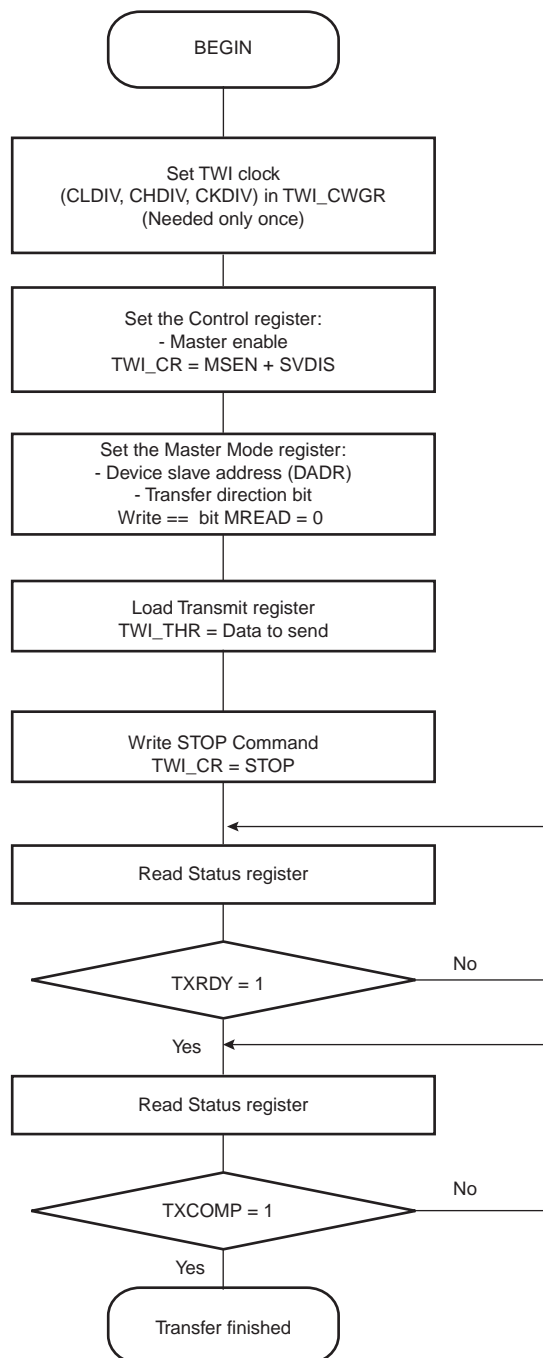 BEGIN
Set TWI clock
(CLDIV, CHDIV, CKDIV) in TWI_CWGR
(Needed only once)
Set the Control register:
- Master enable
TWI_CR = MSEN + SVDIS
Set the Master Mode register:
- Device slave address (DADR)
- Transfer direction bit
Write == bit MREAD = 0
Load Transmit register
TWI_THR = Data to send
Write STOP Command
TWI_CR = STOP
Read Status register
TXRDY = 1
No
Yes
Read Status register
TXCOMP = 1
No
Yes
Transfer finished